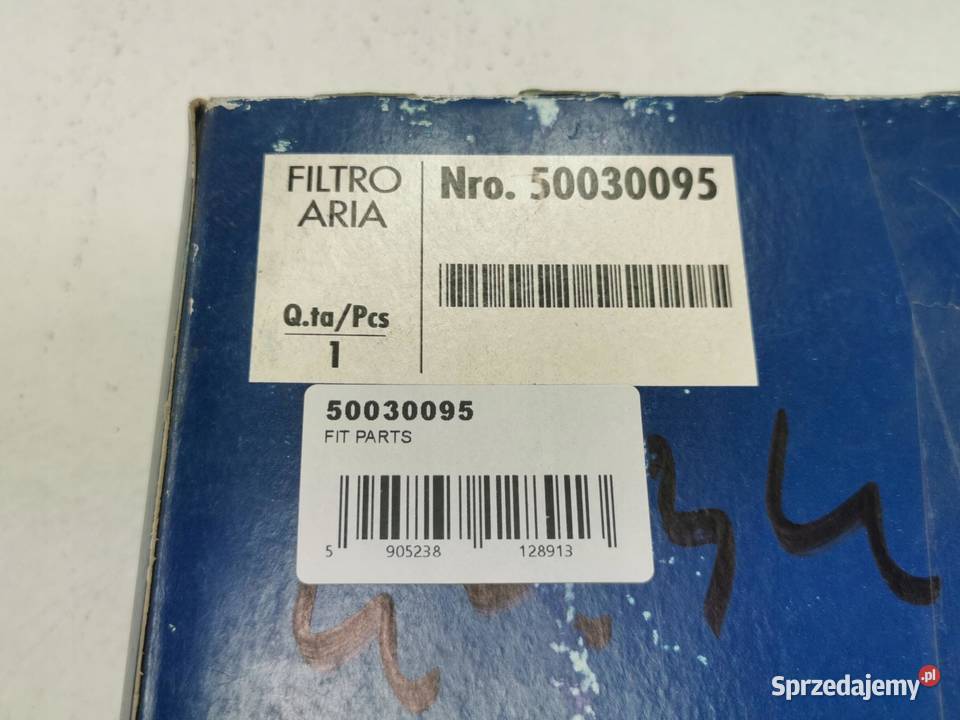 FILTRO
ARIA
Nro. 50030095
Q.ta/Pcs
1
50030095
FIT PARTS
5 905238 128913
Sprzedajemy.pl